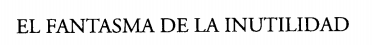 EL FANTASMA DE LA INUTILIDAD